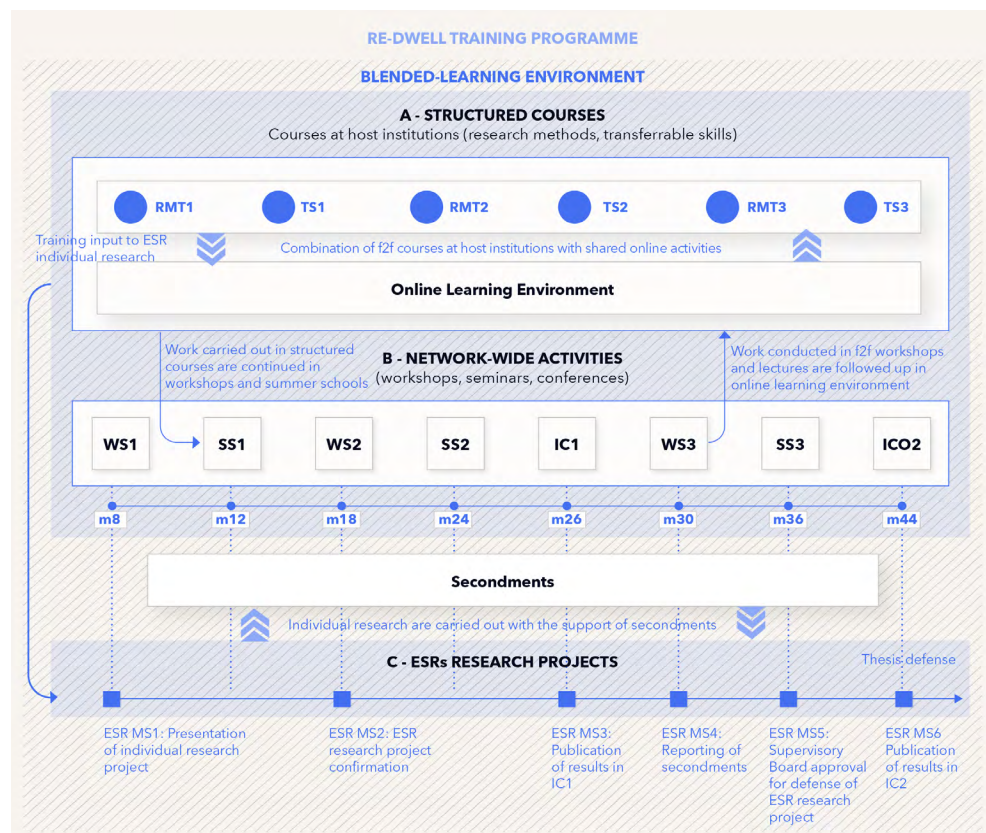 RE-DWELL TRAINING PROGRAMME
BLENDED-LEARNING ENVIRONMENT
A - STRUCTURED COURSES
Courses at host institutions (research methods, transferrable skills)
RMT1
TS1
RMT2
TS2
RMT3
TS3
Training input to ESR
individual research
Combination of f2f courses at host institutions with shared online activities
Online Learning Environment
Work carried out in structured
courses are continued in
workshops and summer schools
B - NETWORK-WIDE ACTIVITIES
(workshops, seminars, conferences)
Work conducted in f2f workshops
and lectures are followed up in
online learning environment
WS1
SS1
WS2
SS2
IC1
WS3
SS3
ICO2
m8
m12
m18
m24
m26
m30
m36
m44
Secondments
Individual research are carried out with the support of secondments
C - ESRs RESEARCH PROJECTS
Thesis defense
ESR MS1: Presentation
of individual research
project
ESR MS2: ESR
research project
confirmation
ESR MS3:
Publication
of results in
IC1
ESR MS4:
Reporting of
secondments
ESR MS5:
Supervisory
Board approval
for defense of
ESR research
project
ESR MS6
Publication
of results in
IC2